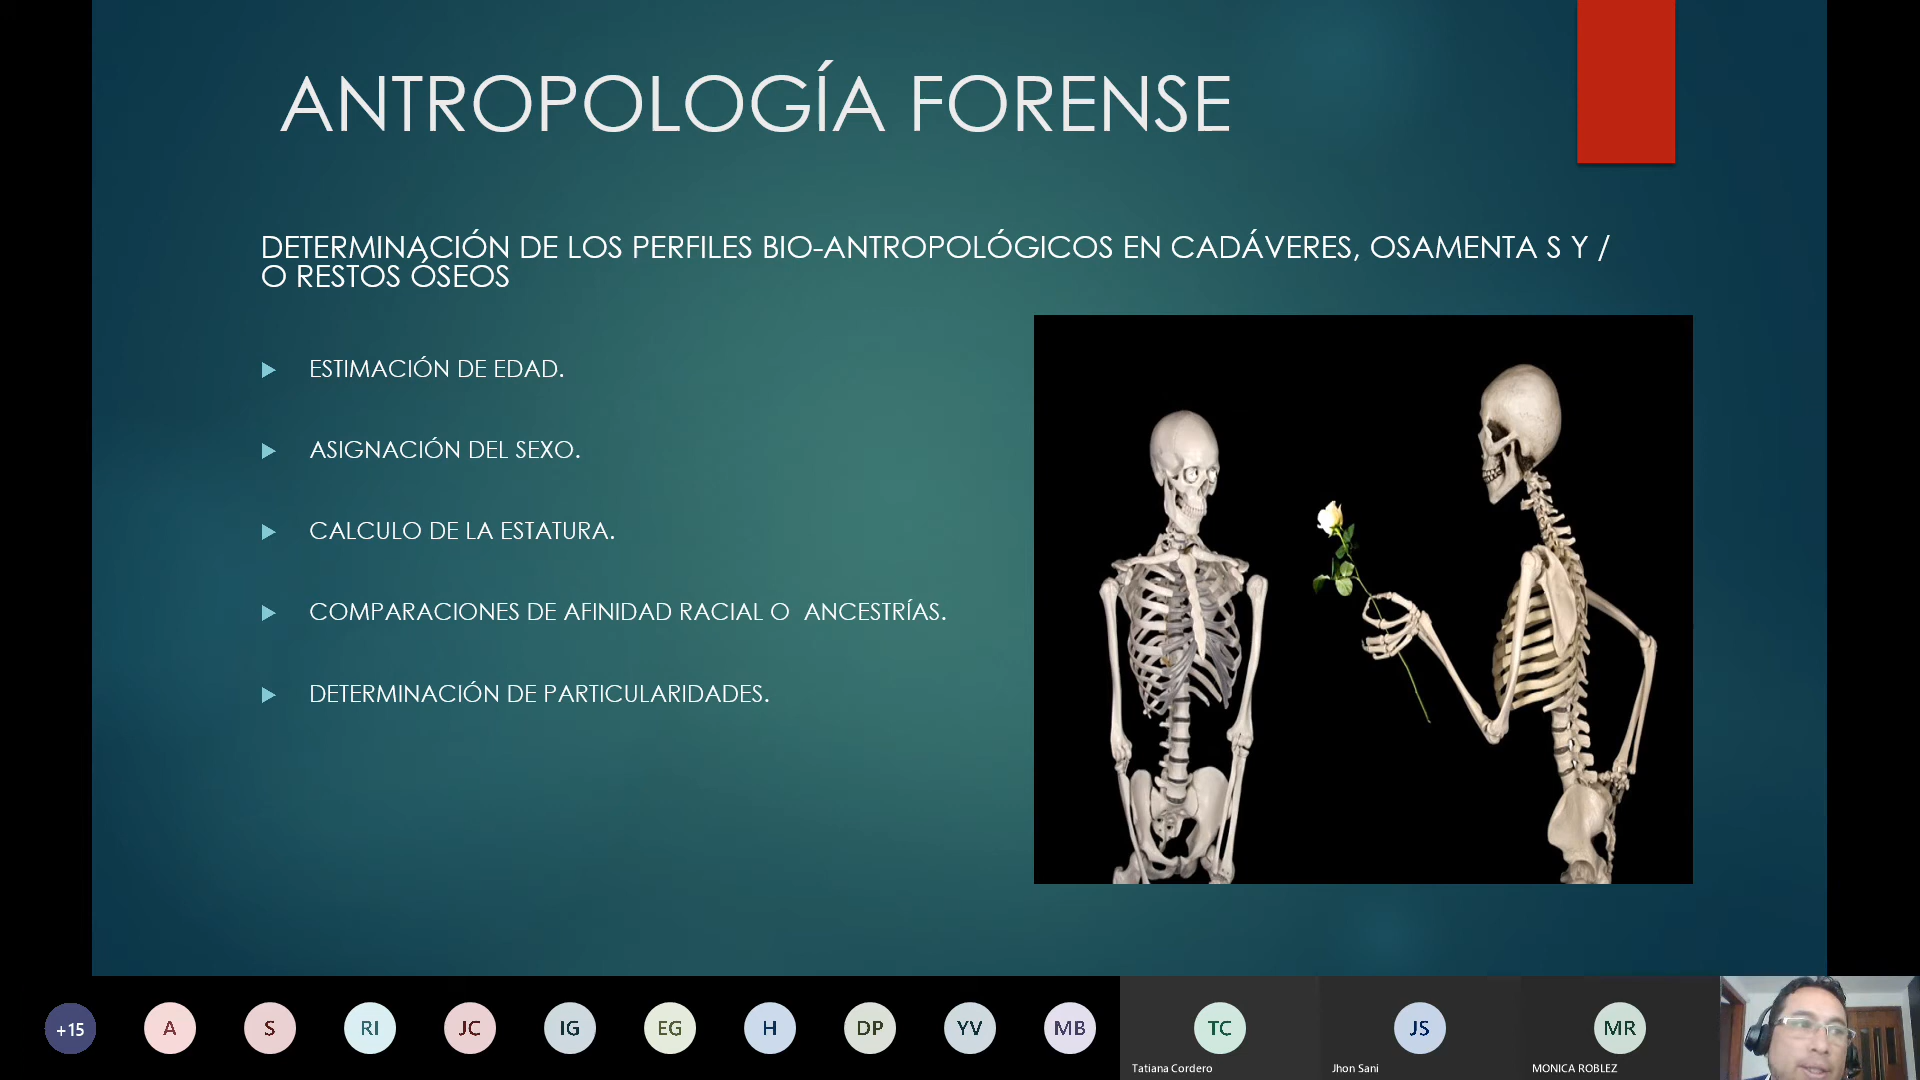 ANTROPOLOGÍA FORENSE
DETERMINACIÓN DE LOS PERFILES BIO-ANTROPOLÓGICOS EN CADÁVERES, OSAMENTA S Y /
O RESTOS ÓSEOS
ESTIMACIÓN DE EDAD.
ASIGNACIÓN DEL SEXO.
CALCULO DE LA ESTATURA.
COMPARACIONES DE AFINIDAD RACIAL O  ANCESTRÍAS.
DETERMINACIÓN DE PARTICULARIDADES.
+15 A S RI JC IG EG H DP YV MB TC JS MR
Tatiana Cordero Jhon Sani MONICA ROBLEZ